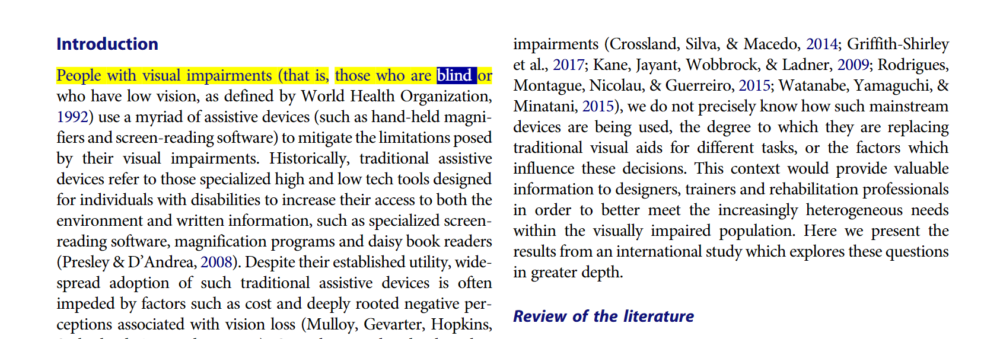 Introduction
People with visual impairments (that is, those who are blind or
who have low vision, as defined by World Health Organization,
1992) use a myriad of assistive devices (such as hand-held magni-
fiers and screen-reading software) to mitigate the limitations posed
by their visual impairments. Historically, traditional assistive
devices refer to those specialized high and low tech tools designed
for individuals with disabilities to increase their access to both the
environment and written information, such as specialized screen-
reading software, magnification programs and daisy book readers
(Presley & D’Andrea, 2008). Despite their established utility, wide-
spread adoption of such traditional assistive devices is often
impeded by factors such as cost and deeply rooted negative per-
ceptions associated with vision loss (Mulloy, Gevarter, Hopkins,
impairments (Crossland, Silva, & Macedo, 2014; Griffith-Shirley
et al., 2017; Kane, Jayant, Wobbrock, & Ladner, 2009; Rodrigues,
Montague, Nicolau, & Guerreiro, 2015; Watanabe, Yamaguchi, &
Minatani, 2015), we do not precisely know how such mainstream
devices are being used, the degree to which they are replacing
traditional visual aids for different tasks, or the factors which
influence these decisions. This context would provide valuable
information to designers, trainers and rehabilitation professionals
in order to better meet the increasingly heterogeneous needs
within the visually impaired population. Here we present the
results from an international study which explores these questions
in greater depth.
Review of the literature